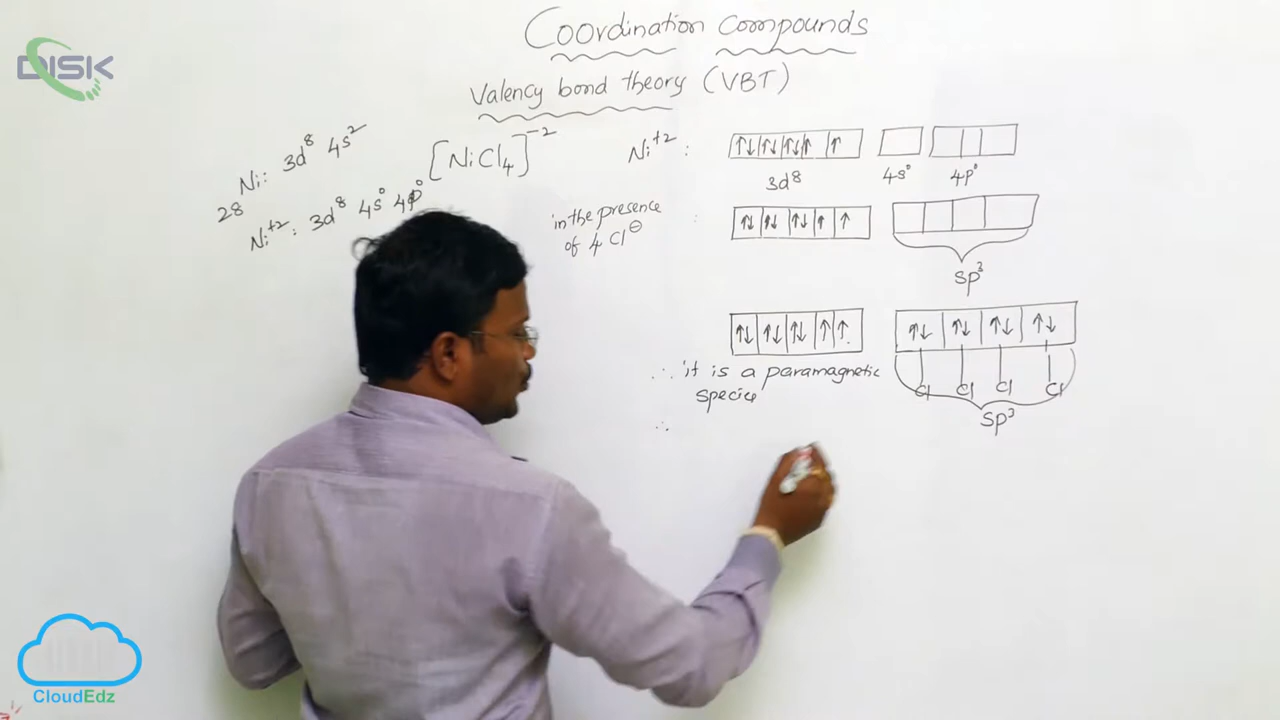 DISK
Coordination Compounds
Valency bond theory (VBT)
Ni: 3d⁸ 4s²
28
Ni⁺²: 3d⁸ 4s⁰ 4p⁰
[NiCl₄]⁻²
Ni⁺² : ↑↓ ↑↓ ↑↓ ↑ ↑
3d⁸ 4s⁰ 4p⁰
in the presence
of 4 Cl⊖
: ↑↓ ↑↓ ↑↓ ↑ ↑
sp³
↑↓ ↑↓ ↑↓ ↑ ↑ ↑↓ ↑↓ ↑↓ ↑↓
Cl Cl Cl Cl
sp³
∴ it is a paramagnetic
specie
∴
CloudEdz